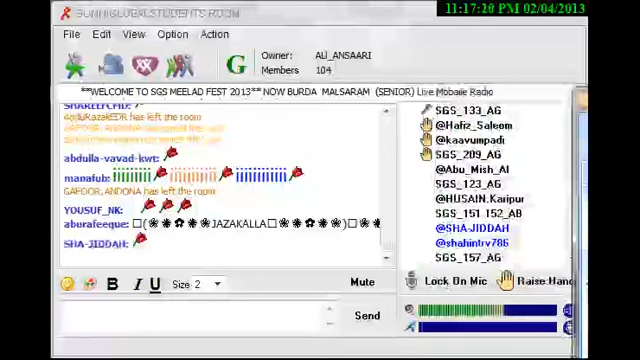 11:17:20 PM 02/04/2013
SUNNIGLOBALSTUDENTS ROOM
File Edit View Option Action
Owner: ALI_ANSAARI
Members 104
G
**WELCOME TO SGS MEELAD FEST 2013** NOW BURDA MALSARAM (SENIOR) Live Mobaile Radio
has left the room
abdulla-vavad-kwt:
manafub:
GAFOOR, ANDONA has left the room
YOUSUF_NK:
aburafeeque: JAZAKALLA
SHA-JIDDAH:
SGS_133_AG
@Hafiz_Saleem
@kaavumpadi
SGS_209_AG
@Abu_Mish_Al
SGS_123_AG
@HUSAIN.Karipur
SGS_151 152_AB
@SHA-JIDDAH
@shahintrv786
SGS_157_AG
B I U Size 2 Mute
Lock On Mic Raise Hand
Send